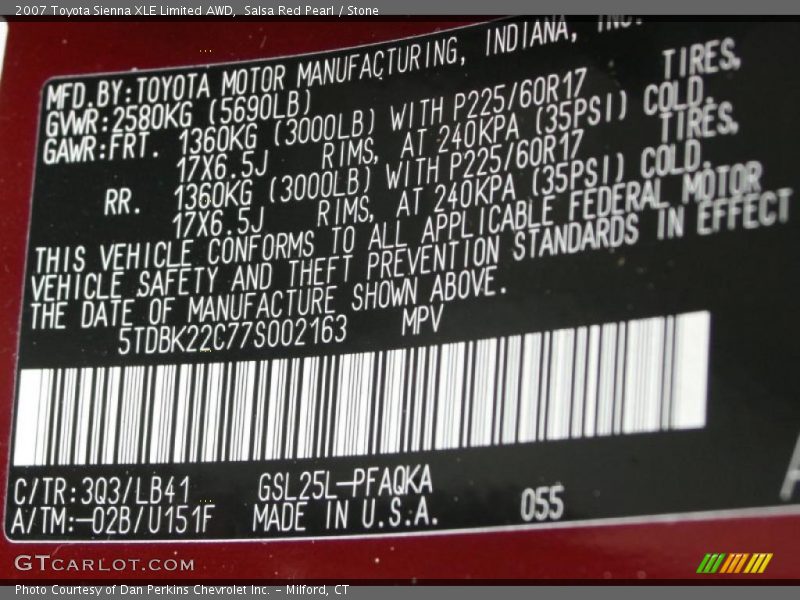 2007 Toyota Sienna XLE Limited AWD,  Salsa Red Pearl / Stone
MFD.BY:TOYOTA MOTOR MANUFACTURING, INDIANA, INC.
GVWR:2580KG (5690LB)
GAWR:FRT. 1360KG (3000LB) WITH P225/60R17 TIRES,
17X6.5J RIMS, AT 240KPA (35PSI) COLD.
RR. 1360KG (3000LB) WITH P225/60R17 TIRES,
17X6.5J RIMS, AT 240KPA (35PSI) COLD.
THIS VEHICLE CONFORMS TO ALL APPLICABLE FEDERAL MOTOR
VEHICLE SAFETY AND THEFT PREVENTION STANDARDS IN EFFECT
THE DATE OF MANUFACTURE SHOWN ABOVE.
5TDBK22C77S002163 MPV
C/TR:3Q3/LB41 GSL25L-PFAQKA
A/TM:-02B/U151F MADE IN U.S.A. 055
GTCARLOT.COM
Photo Courtesy of Dan Perkins Chevrolet Inc. – Milford, CT